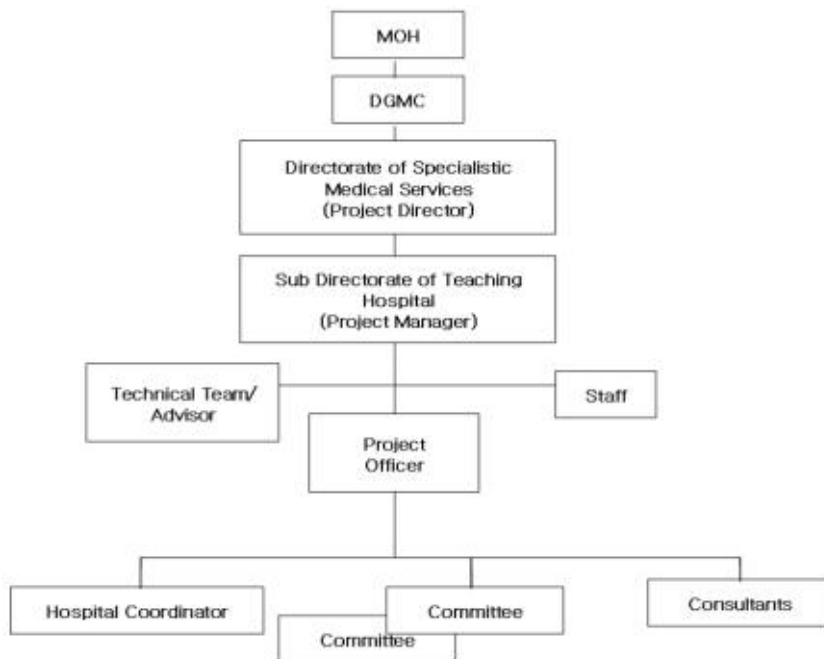 MOH
DGMC
Directorate of Specialistic
Medical Services
(Project Director)
Sub Directorate of Teaching
Hospital
(Project Manager)
Technical Team/
Advisor
Staff
Project
Officer
Hospital Coordinator
Committee
Consultants
Committee